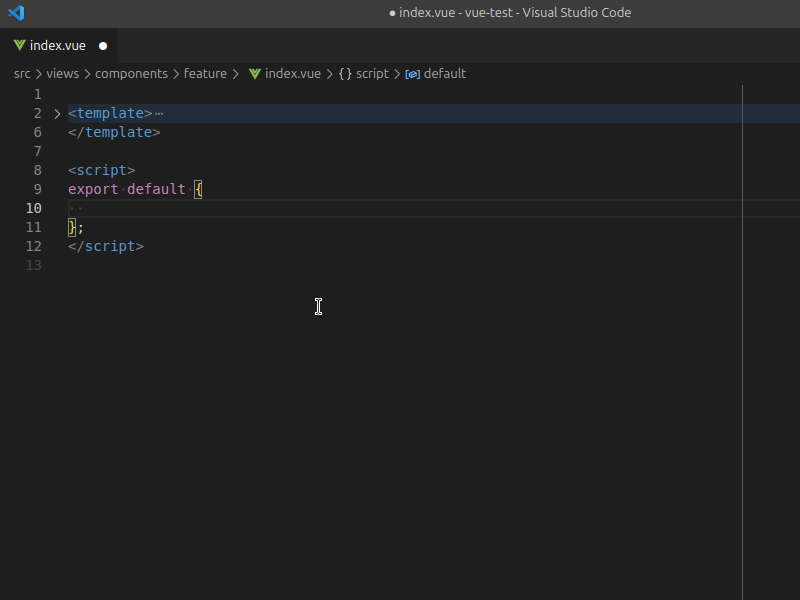 ● index.vue - vue-test - Visual Studio Code
index.vue ●
src > views > components > feature > index.vue > {} script > default
1
2 > <template>⋯
6 </template>
7
8 <script>
9 export default {
10
11 };
12 </script>
13